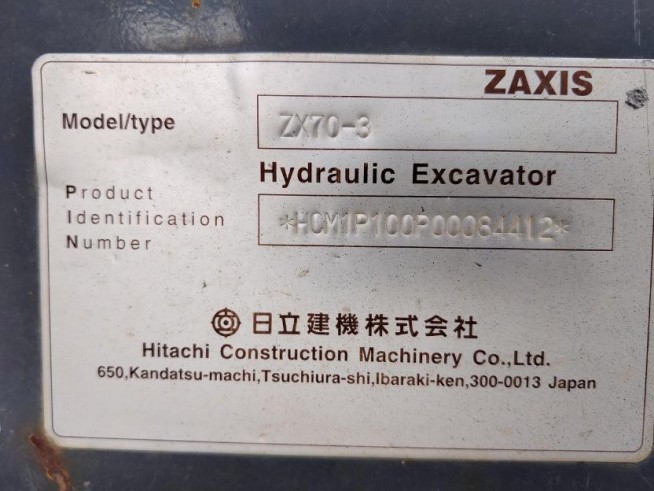 ZAXIS
Model/type ZX70-3
Hydraulic Excavator
Product
Identification
Number
*HCM1P100P00084412*
日立建機株式会社
Hitachi Construction Machinery Co.,Ltd.
650,Kandatsu-machi,Tsuchiura-shi,Ibaraki-ken,300-0013 Japan